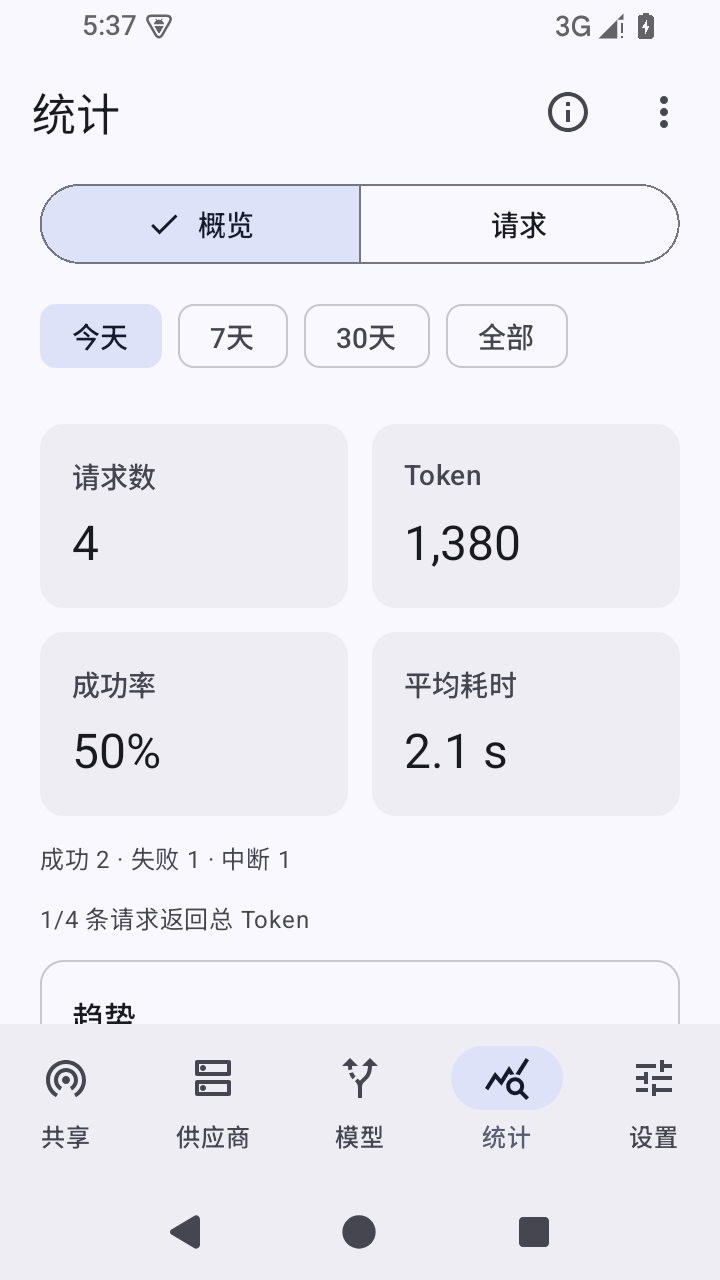 5:37
3G
统计
概览
请求
今天
7天
30天
全部
请求数
4
Token
1,380
成功率
50%
平均耗时
2.1 s
成功 2 · 失败 1 · 中断 1
1/4 条请求返回总 Token
趋势
共享
供应商
模型
统计
设置